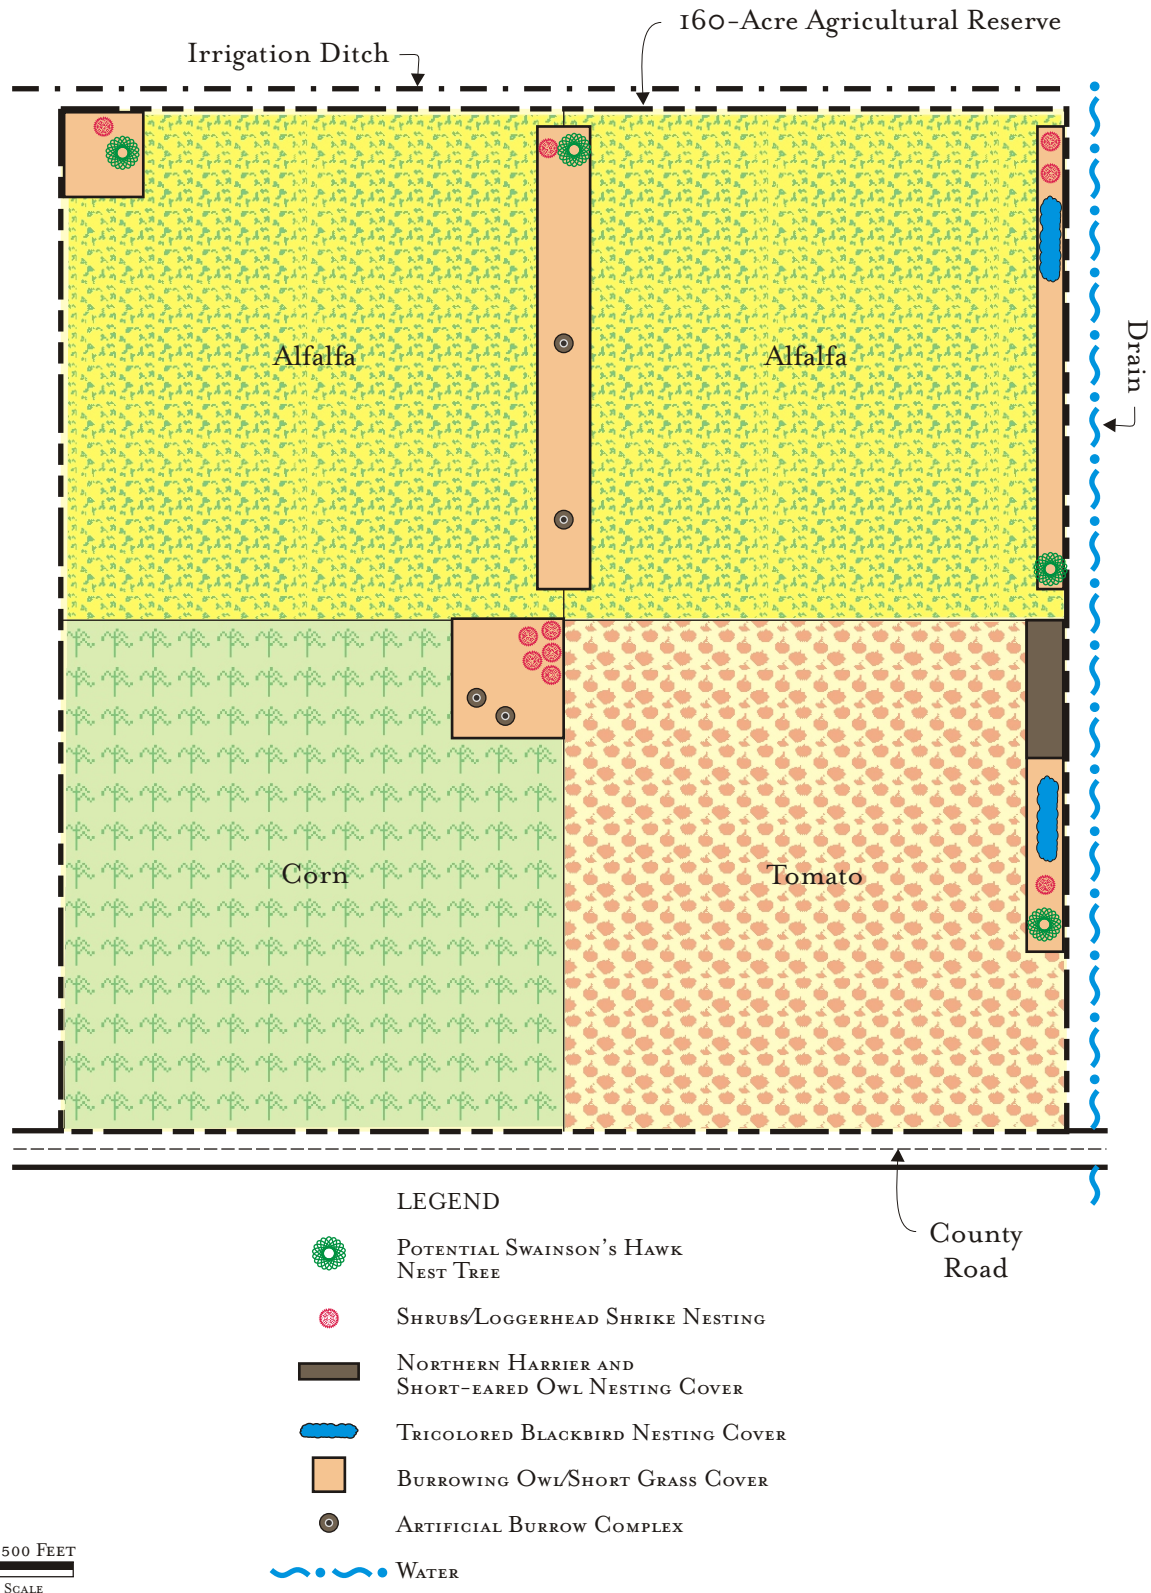 160-Acre Agricultural Reserve
Irrigation Ditch
Alfalfa
Alfalfa
Drain
Corn
Tomato
County
Road
LEGEND
Potential Swainson's Hawk
Nest Tree
Shrubs/Loggerhead Shrike Nesting
Northern Harrier and
Short-eared Owl Nesting Cover
Tricolored Blackbird Nesting Cover
Burrowing Owl/Short Grass Cover
Artificial Burrow Complex
Water
500 Feet
Scale